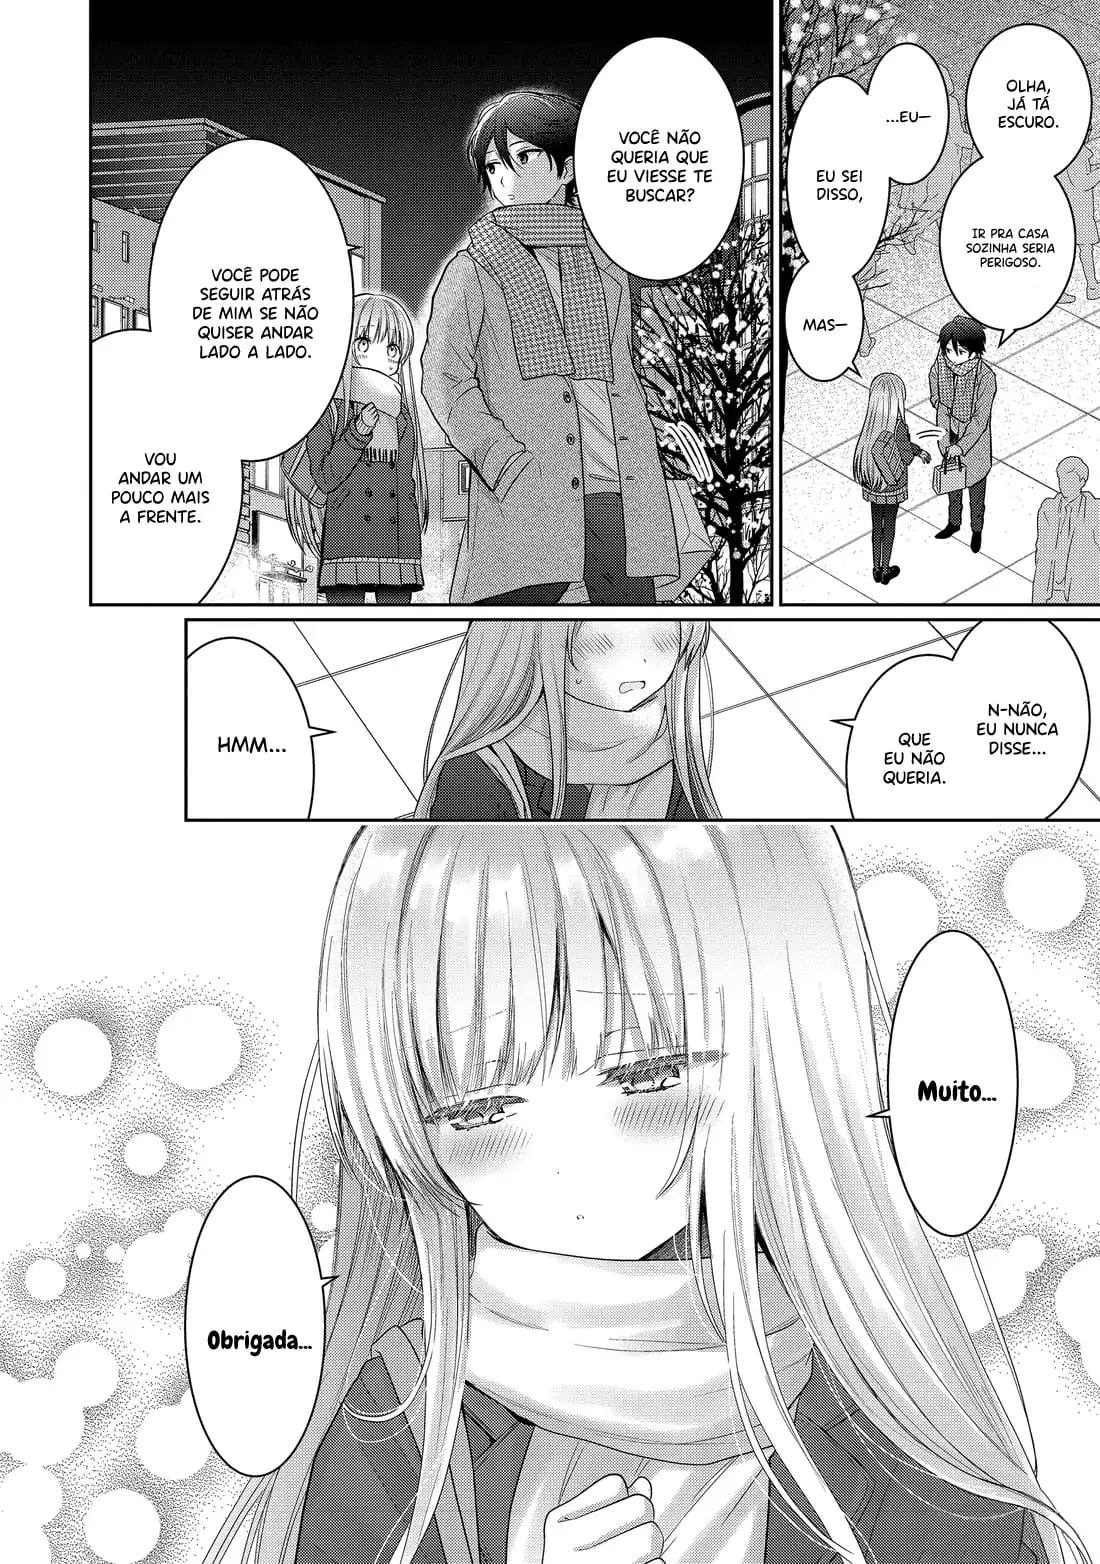 OLHA,
JÁ TÁ
ESCURO.
IR PRA CASA
SOZINHA SERIA
PERIGOSO.
...EU—
EU SEI
DISSO,
MAS—
VOCÊ NÃO
QUERIA QUE
EU VIESSE TE
BUSCAR?
VOCÊ PODE
SEGUIR ATRÁS
DE MIM SE NÃO
QUISER ANDAR
LADO A LADO.
VOU
ANDAR UM
POUCO MAIS
A FRENTE.
N-NÃO,
EU NUNCA
DISSE...
QUE
EU NÃO
QUERIA.
HMM...
Muito...
Obrigada...